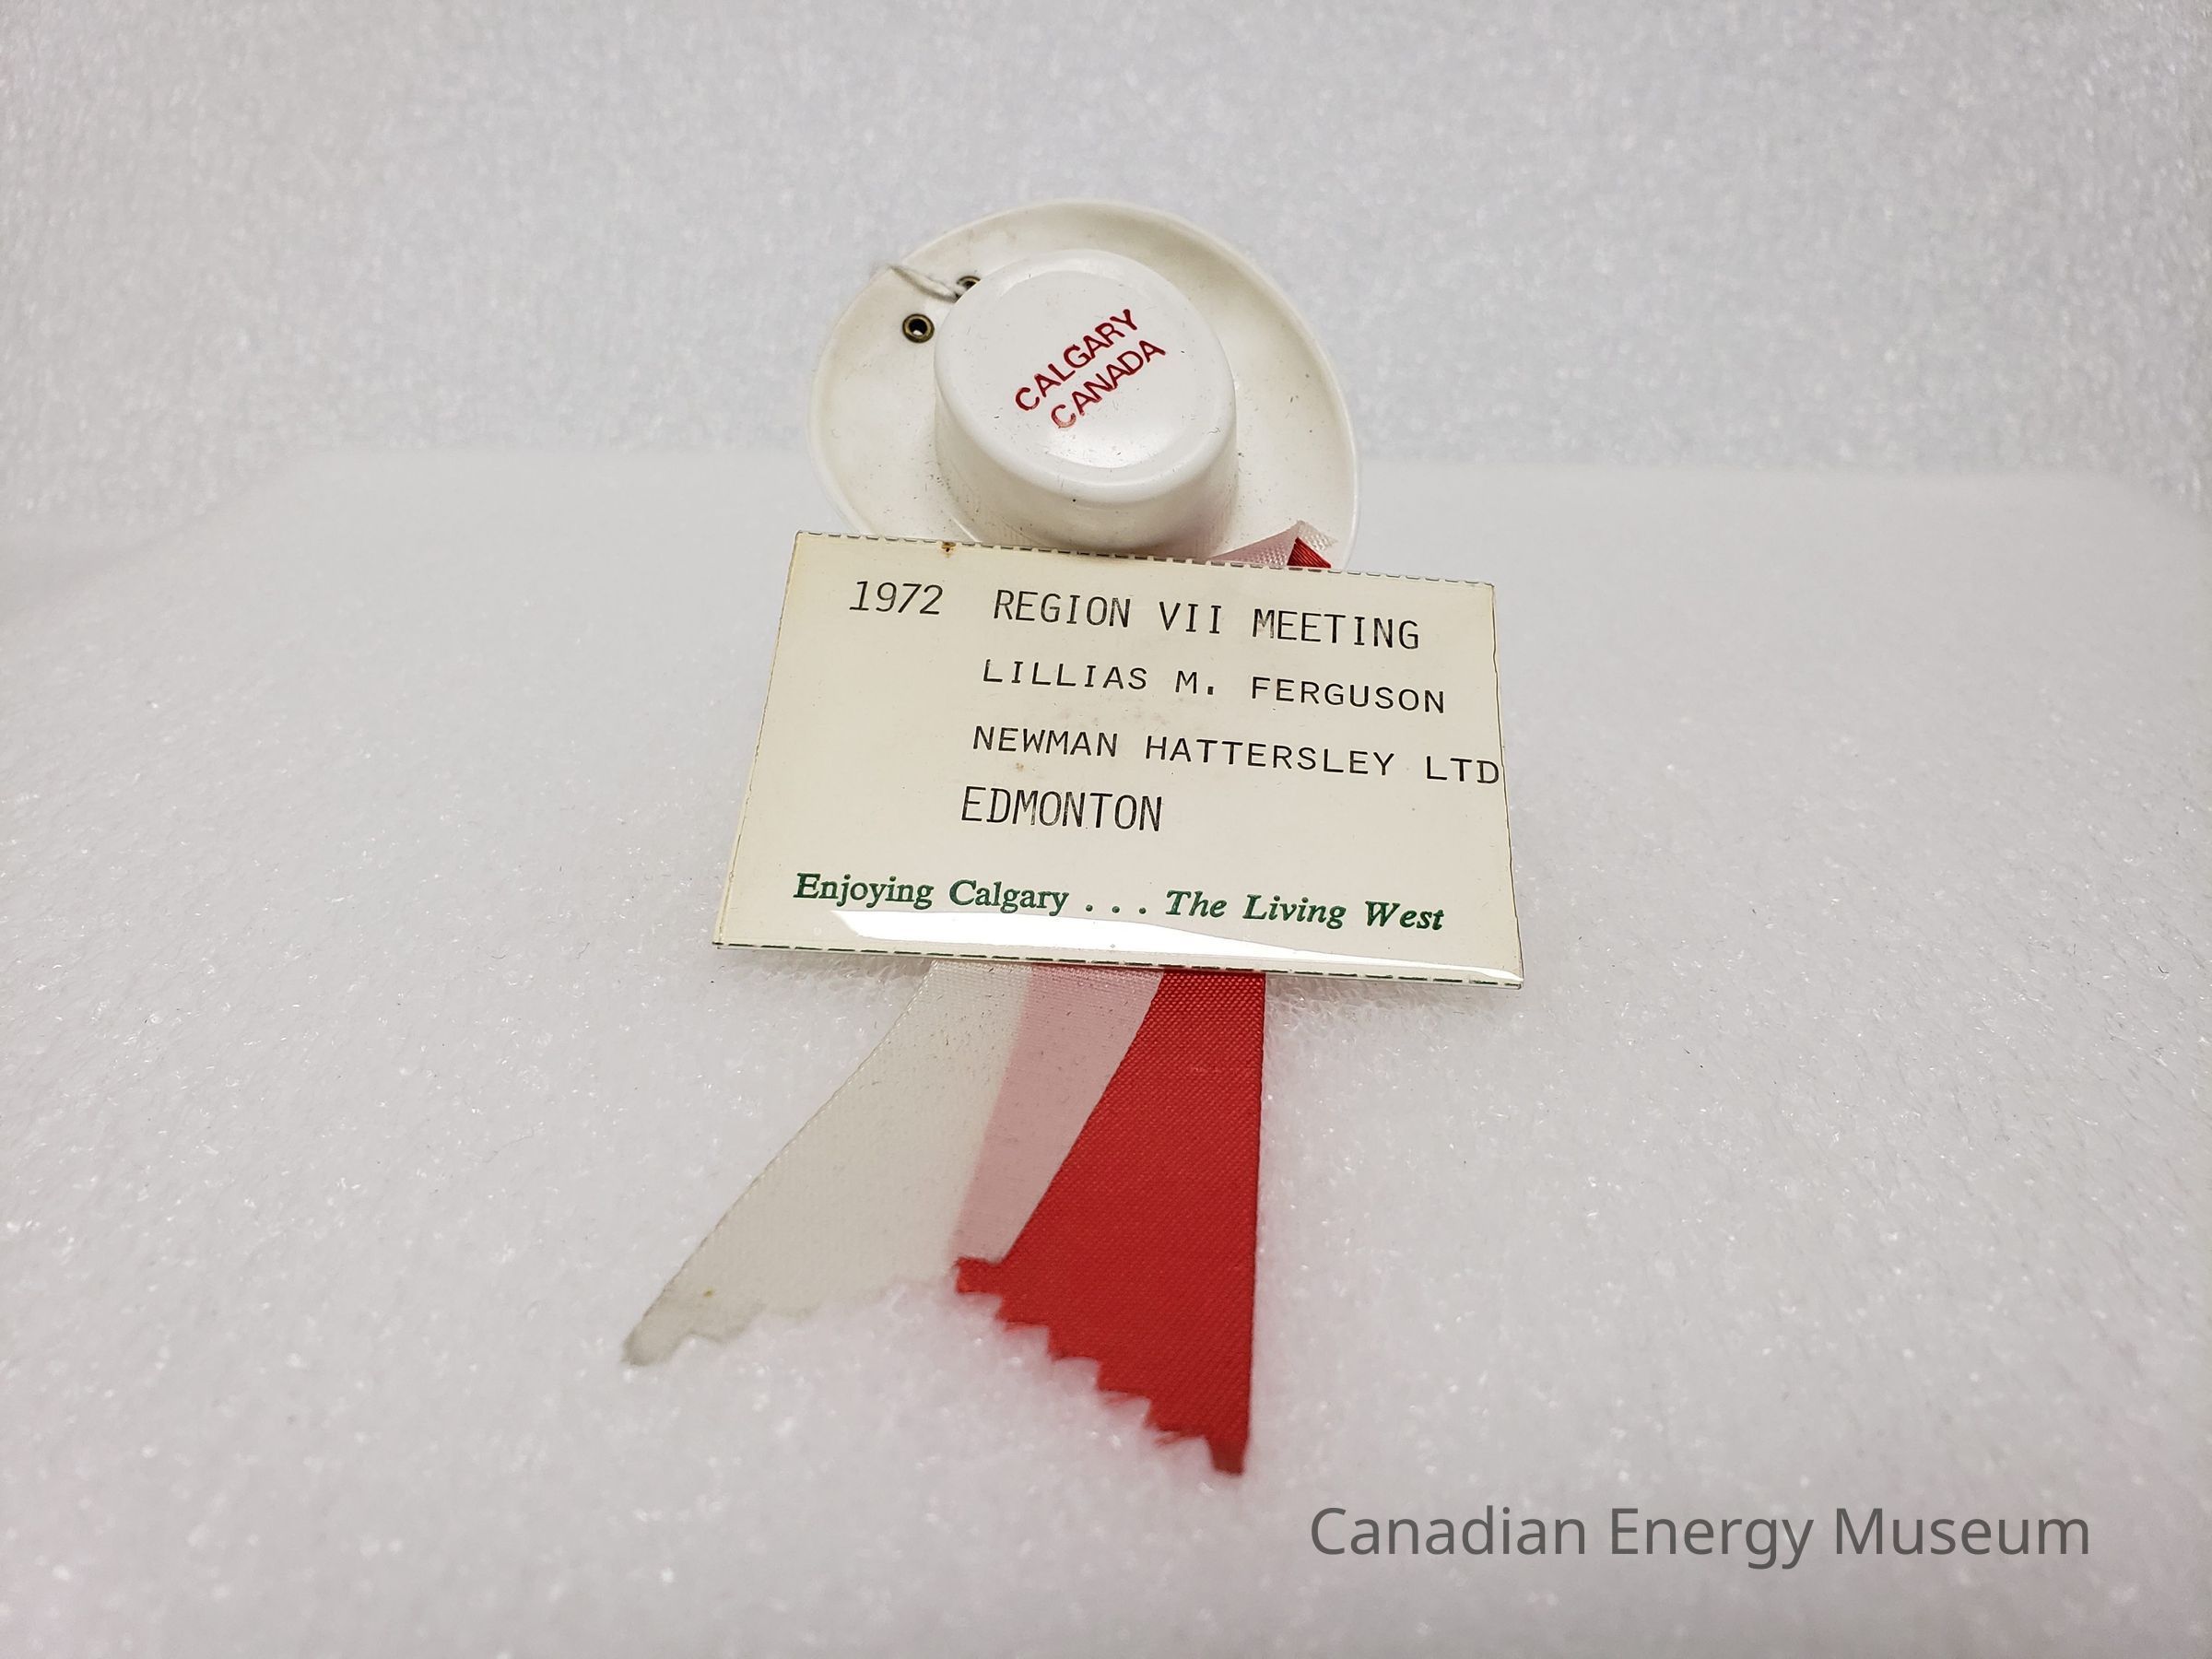 CALGARY
CANADA
1972 REGION VII MEETING
LILLIAS M. FERGUSON
NEWMAN HATTERSLEY LTD
EDMONTON
Enjoying Calgary . . . The Living West
Canadian Energy Museum